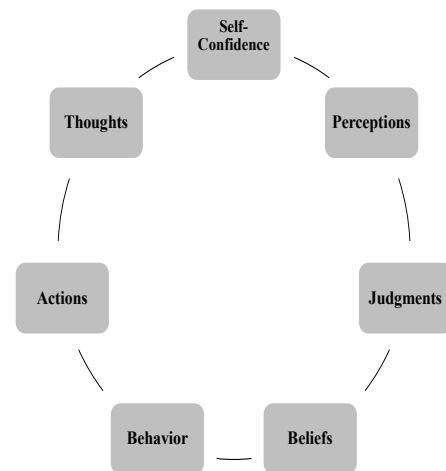 Self-
Confidence
Perceptions
Judgments
Beliefs
Behavior
Actions
Thoughts